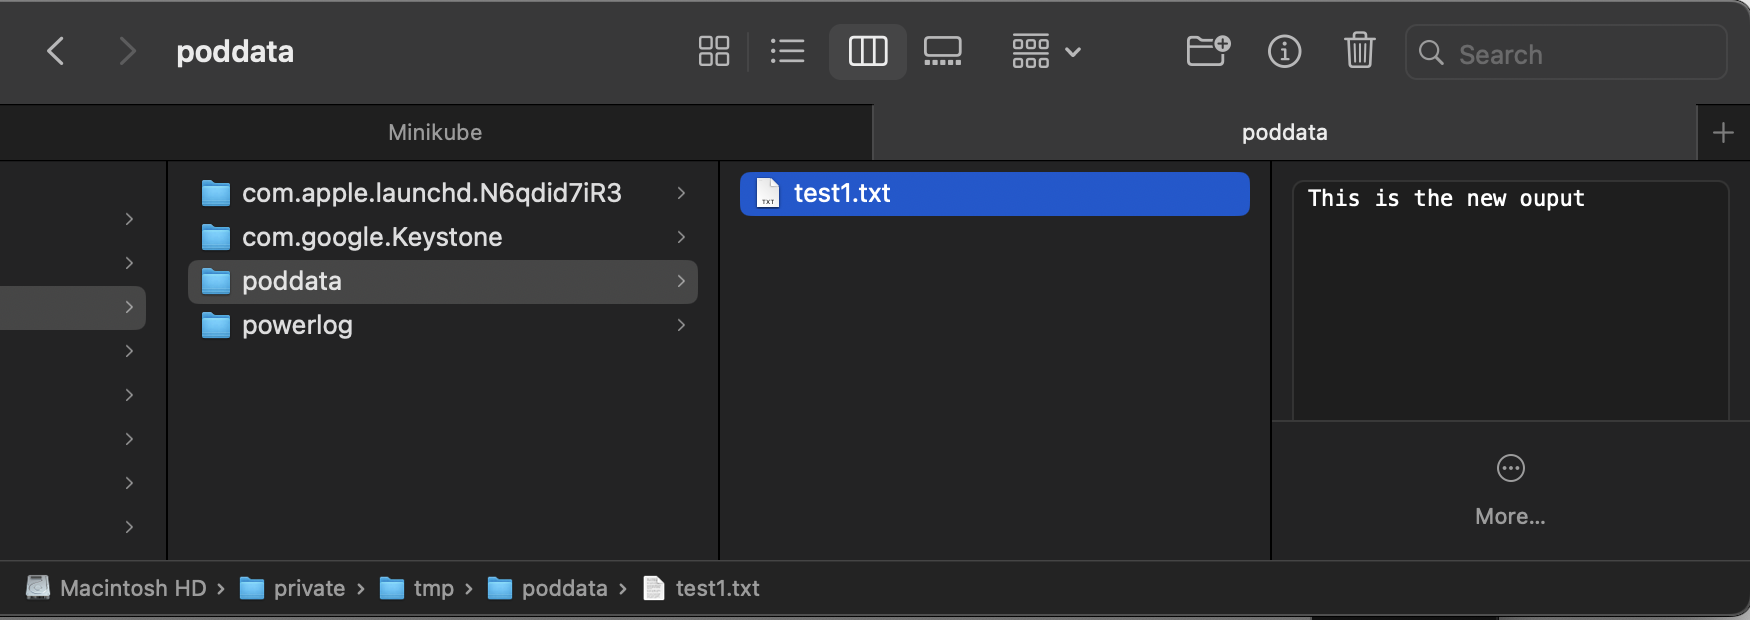 poddata
Search
Minikube
poddata
com.apple.launchd.N6qdid7iR3
com.google.Keystone
poddata
powerlog
test1.txt
TXT
This is the new ouput
More...
Macintosh HD › private › tmp › poddata › test1.txt